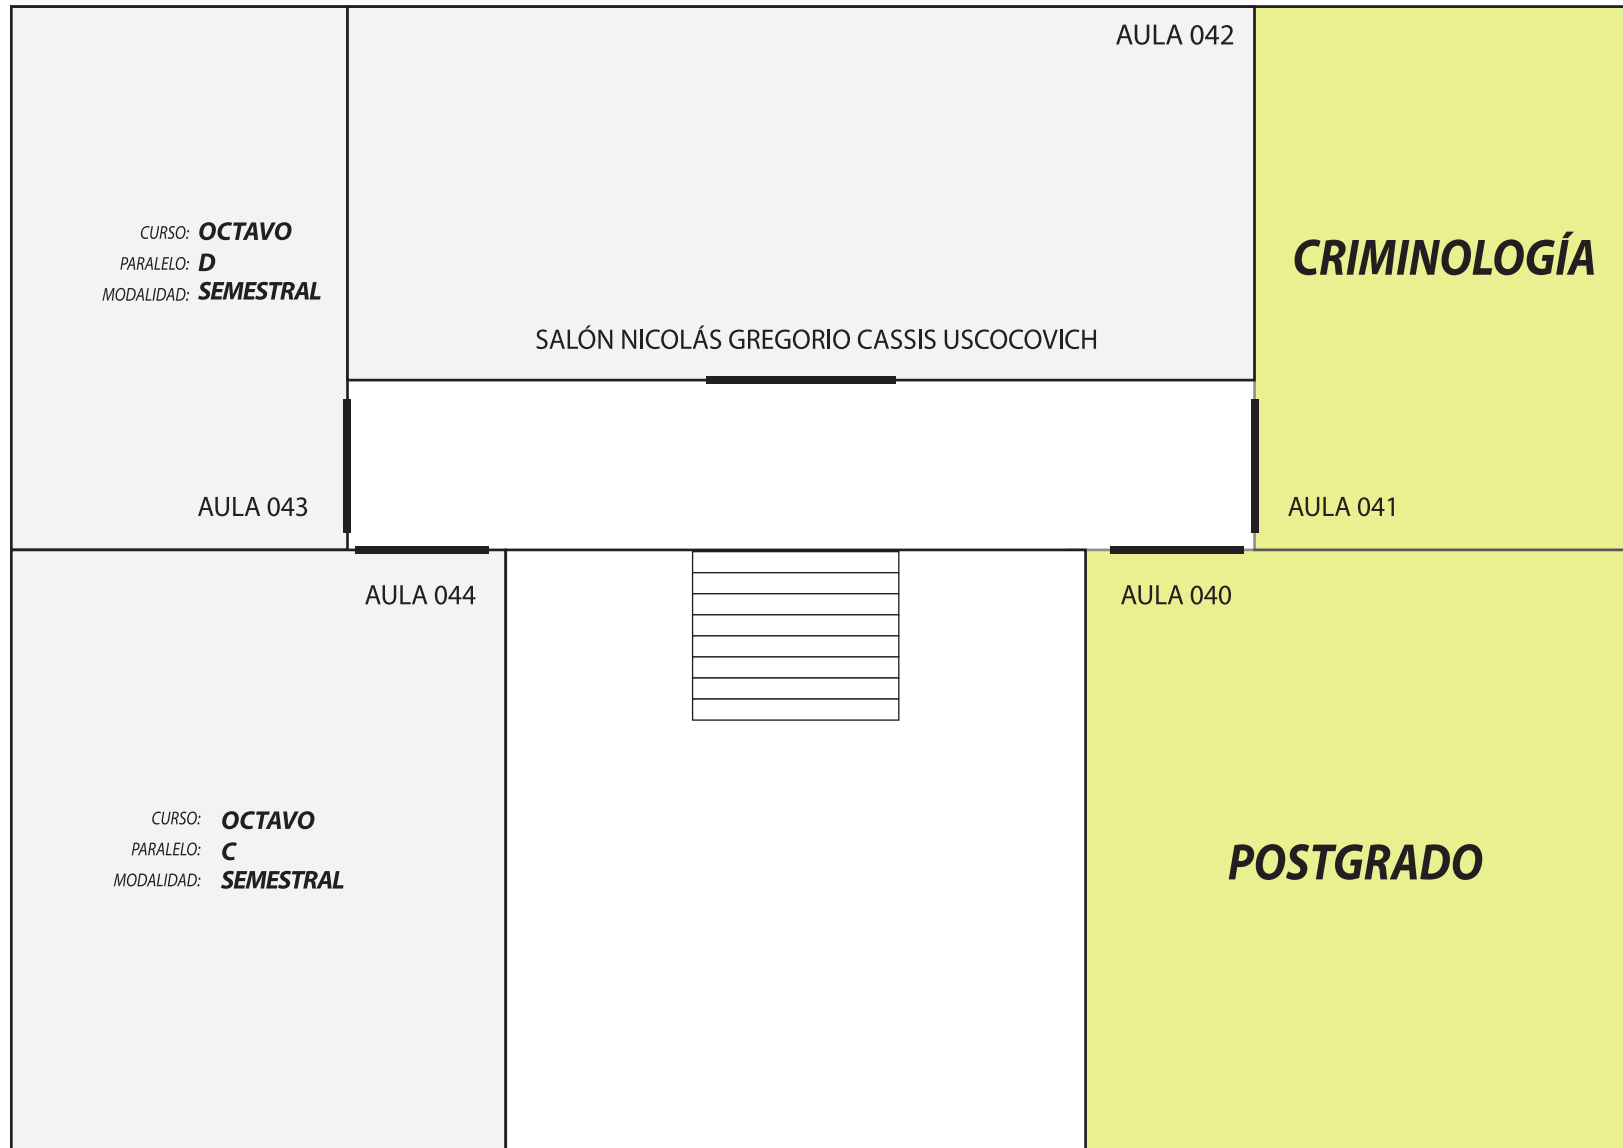 AULA 042
CURSO: OCTAVO
PARALELO: D
MODALIDAD: SEMESTRAL
CRIMINOLOGÍA
SALÓN NICOLÁS GREGORIO CASSIS USCOCOVICH
AULA 043
AULA 041
AULA 044
AULA 040
CURSO: OCTAVO
PARALELO: C
MODALIDAD: SEMESTRAL
POSTGRADO